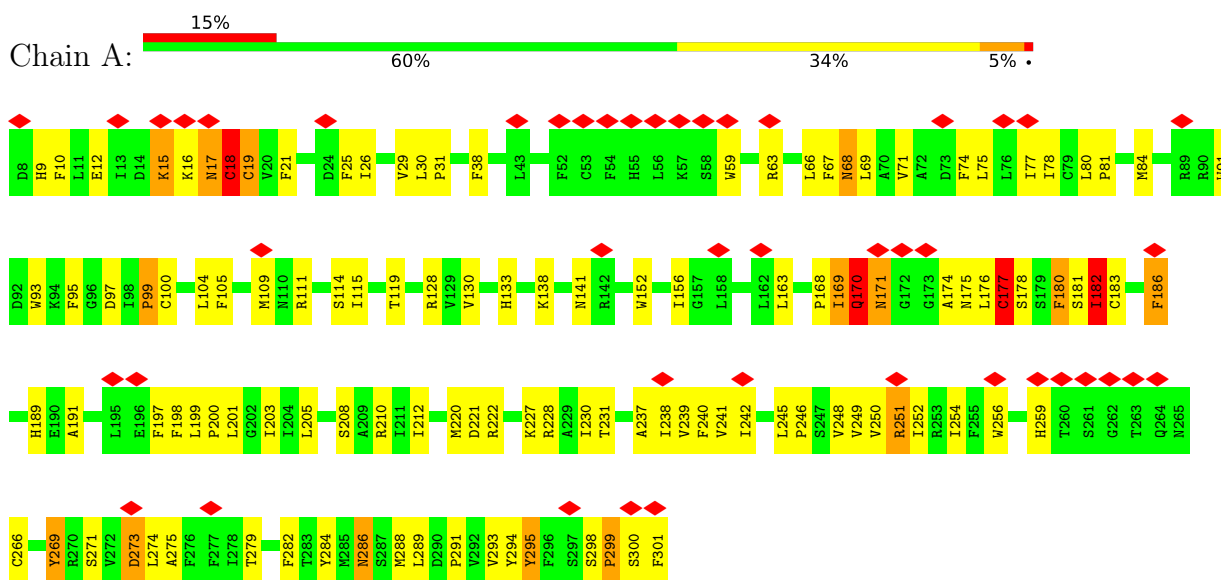 15%
Chain A:
60% 34% 5% •
D8 H9 F10 L11 E12 I13 D14 K15 K16 N17 C18 C19 V20 F21 D24 F25 I26 V29 L30 P31 F38 L43 F52 C53 F54 H55 L56 K57 S58 W59 R63 L66 F67 N68 L69 A70 V71 A72 D73 F74 L75 L76 I77 I78 C79 L80 P81 M84 R89 R90
D92 W93 K94 F95 G96 D97 I98 P99 C100 L104 F105 M109 N110 R111 S114 I115 T119 R128 V129 V130 H133 K138 N141 R142 W152 I156 G157 L158 L162 L163 P168 I169 Q170 N171 G172 G173 A174 N175 L176 C177 S178 S179 F180 S181 I182 C183 F186
H189 E190 A191 L195 E196 F197 F198 L199 P200 L201 G202 I203 I204 L205 S208 A209 R210 I211 I212 M220 D221 R222 K227 R228 A229 I230 T231 A237 I238 V239 F240 V241 I242 L245 P246 S247 V248 V249 V250 R251 I252 R253 I254 F255 W256 H259 T260 S261 G262 T263 Q264 N265
C266 Y269 R270 S271 V272 D273 L274 A275 F276 F277 I278 T279 F282 T283 Y284 M285 N286 S287 M288 L289 D290 P291 V292 V293 Y294 Y295 F296 S297 S298 P299 S300 F301